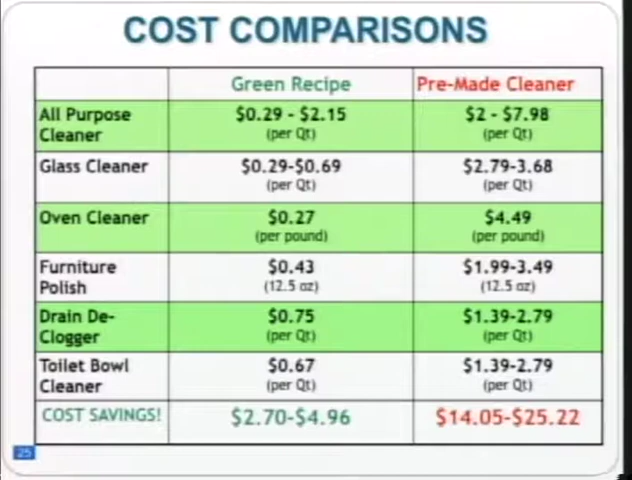 COST COMPARISONS
Green Recipe
Pre-Made Cleaner
All Purpose
Cleaner
$0.29 - $2.15
(per Qt)
$2 - $7.98
(per Qt)
Glass Cleaner
$0.29-$0.69
(per Qt)
$2.79-3.68
(per Qt)
Oven Cleaner
$0.27
(per pound)
$4.49
(per pound)
Furniture
Polish
$0.43
(12.5 oz)
$1.99-3.49
(12.5 oz)
Drain De-
Clogger
$0.75
(per Qt)
$1.39-2.79
(per Qt)
Toilet Bowl
Cleaner
$0.67
(per Qt)
$1.39-2.79
(per Qt)
COST SAVINGS!
$2.70-$4.96
$14.05-$25.22
25